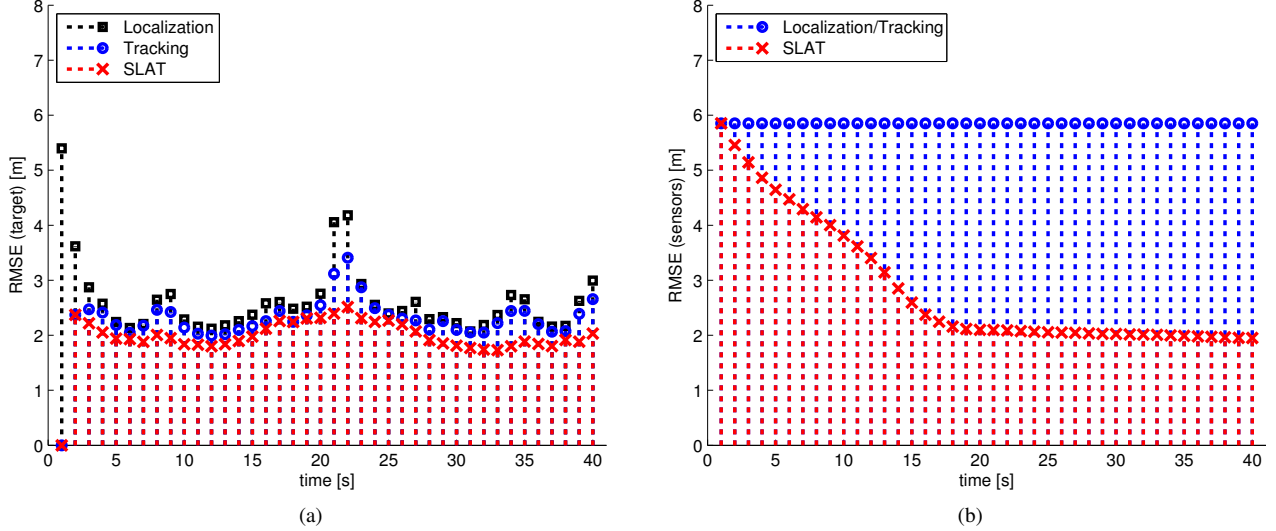 8
7
6
5
4
3
2
1
0
RMSE (target) [m]
Localization
Tracking
SLAT
0 5 10 15 20 25 30 35 40
time [s]
(a)
8
7
6
5
4
3
2
1
0
RMSE (sensors) [m]
Localization/Tracking
SLAT
0 5 10 15 20 25 30 35 40
time [s]
(b)